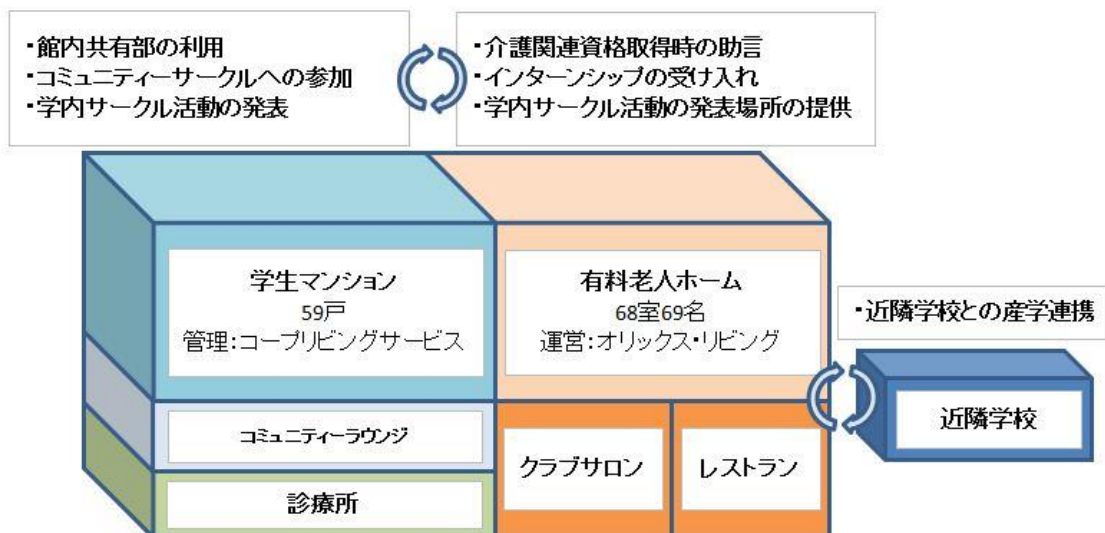 ・館内共有部の利用
・コミュニティーサークルへの参加
・学内サークル活動の発表
・介護関連資格取得時の助言
・インターンシップの受け入れ
・学内サークル活動の発表場所の提供
学生マンション
59戸
管理：コープリビングサービス
有料老人ホーム
68室69名
運営：オリックス・リビング
・近隣学校との産学連携
近隣学校
コミュニティーラウンジ
診療所
クラブサロン
レストラン